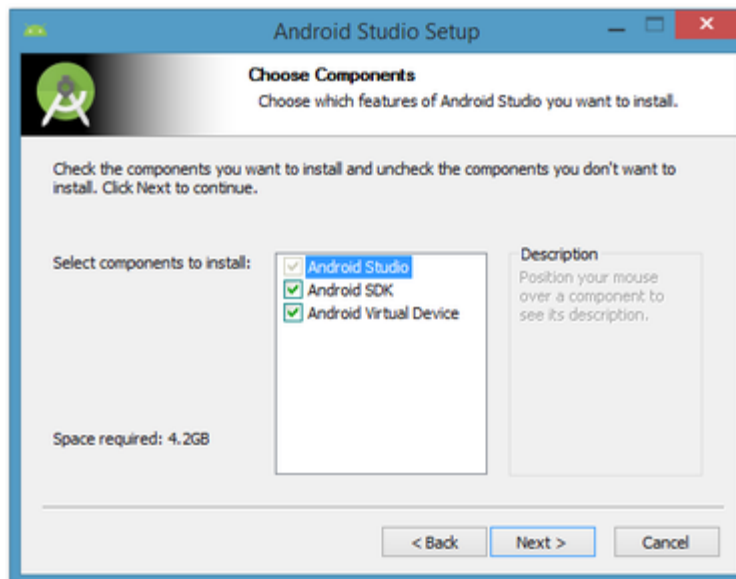 Android Studio Setup
Choose Components
Choose which features of Android Studio you want to install.
Check the components you want to install and uncheck the components you don't want to
install. Click Next to continue.
Select components to install:
Android Studio
Android SDK
Android Virtual Device
Description
Position your mouse
over a component to
see its description.
Space required: 4.2GB
< Back
Next >
Cancel